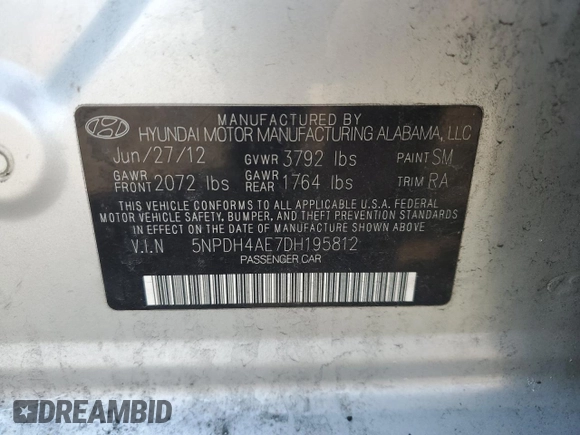 MANUFACTURED BY
HYUNDAI MOTOR MANUFACTURING ALABAMA, LLC
Jun/27/12 GVWR 3792 lbs PAINT SM
GAWR FRONT 2072 lbs GAWR REAR 1764 lbs TRIM RA
THIS VEHICLE CONFORMS TO ALL APPLICABLE U.S.A. FEDERAL
MOTOR VEHICLE SAFETY, BUMPER, AND THEFT PREVENTION STANDARDS
IN EFFECT ON THE DATE OF MANUFACTURE SHOWN ABOVE.
V.I.N 5NPDH4AE7DH195812
PASSENGER CAR
DREAMBID